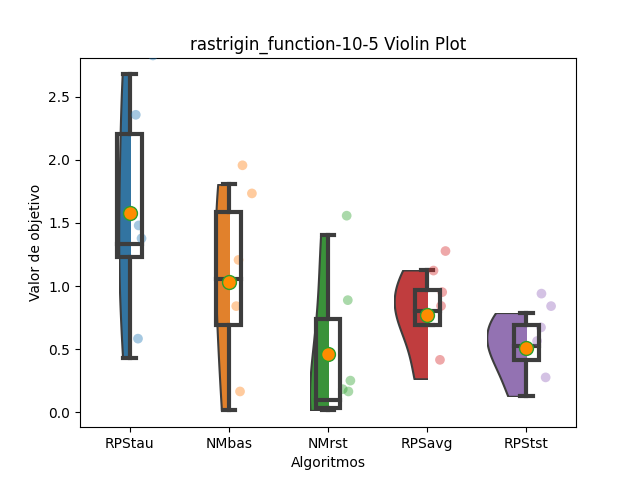 rastrigin_function-10-5 Violin Plot
Valor de objetivo
2.5
2.0
1.5
1.0
0.5
0.0
RPStau NMbas NMrst RPSavg RPStst
Algoritmos